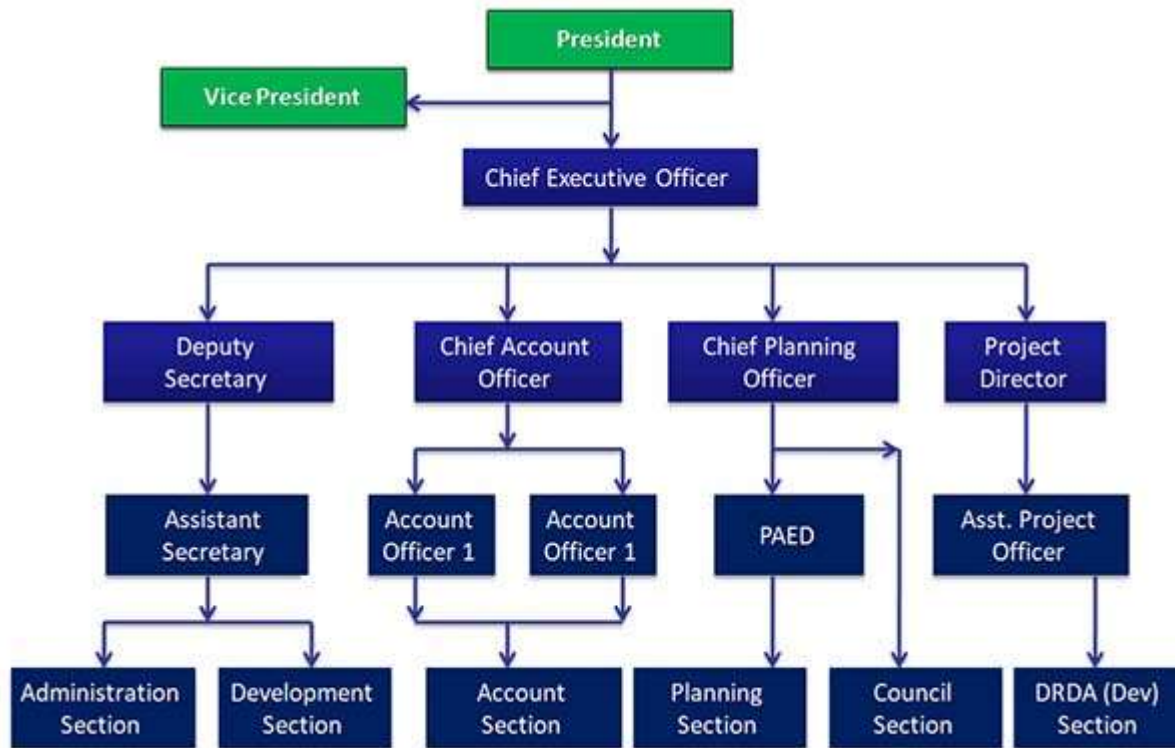 President
Vice President
Chief Executive Officer
Deputy
Secretary
Chief Account
Officer
Chief Planning
Officer
Project
Director
Assistant
Secretary
Account
Officer 1
Account
Officer 1
PAED
Asst. Project
Officer
Administration
Section
Development
Section
Account
Section
Planning
Section
Council
Section
DRDA (Dev)
Section